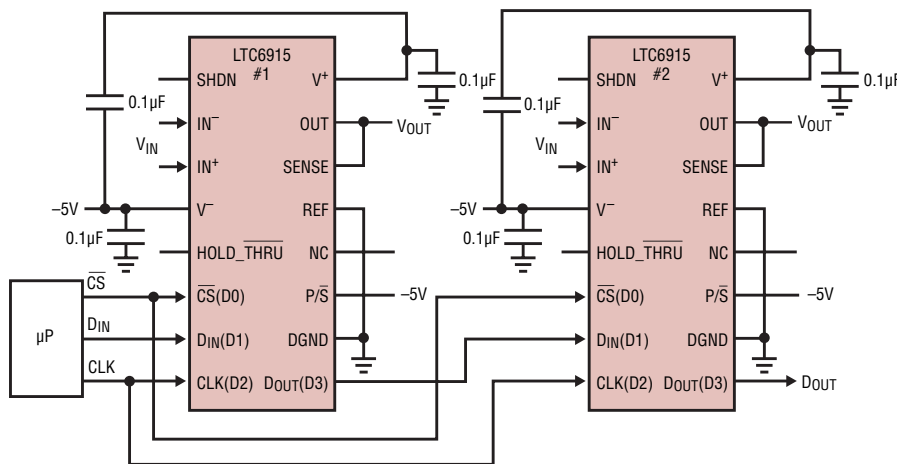 LTC6915
#1
SHDN
V⁺
0.1µF
0.1µF
IN⁻
OUT
VOUT
VIN
IN⁺
SENSE
–5V
V⁻
REF
0.1µF
HOLD_THRU
NC
CS
CS(D0)
P/S
–5V
µP
DIN
DIN(D1)
DGND
CLK
CLK(D2)
DOUT(D3)
LTC6915
#2
SHDN
V⁺
0.1µF
0.1µF
IN⁻
OUT
VOUT
VIN
IN⁺
SENSE
–5V
V⁻
REF
0.1µF
HOLD_THRU
NC
CS(D0)
P/S
–5V
DIN(D1)
DGND
CLK(D2)
DOUT(D3)
DOUT